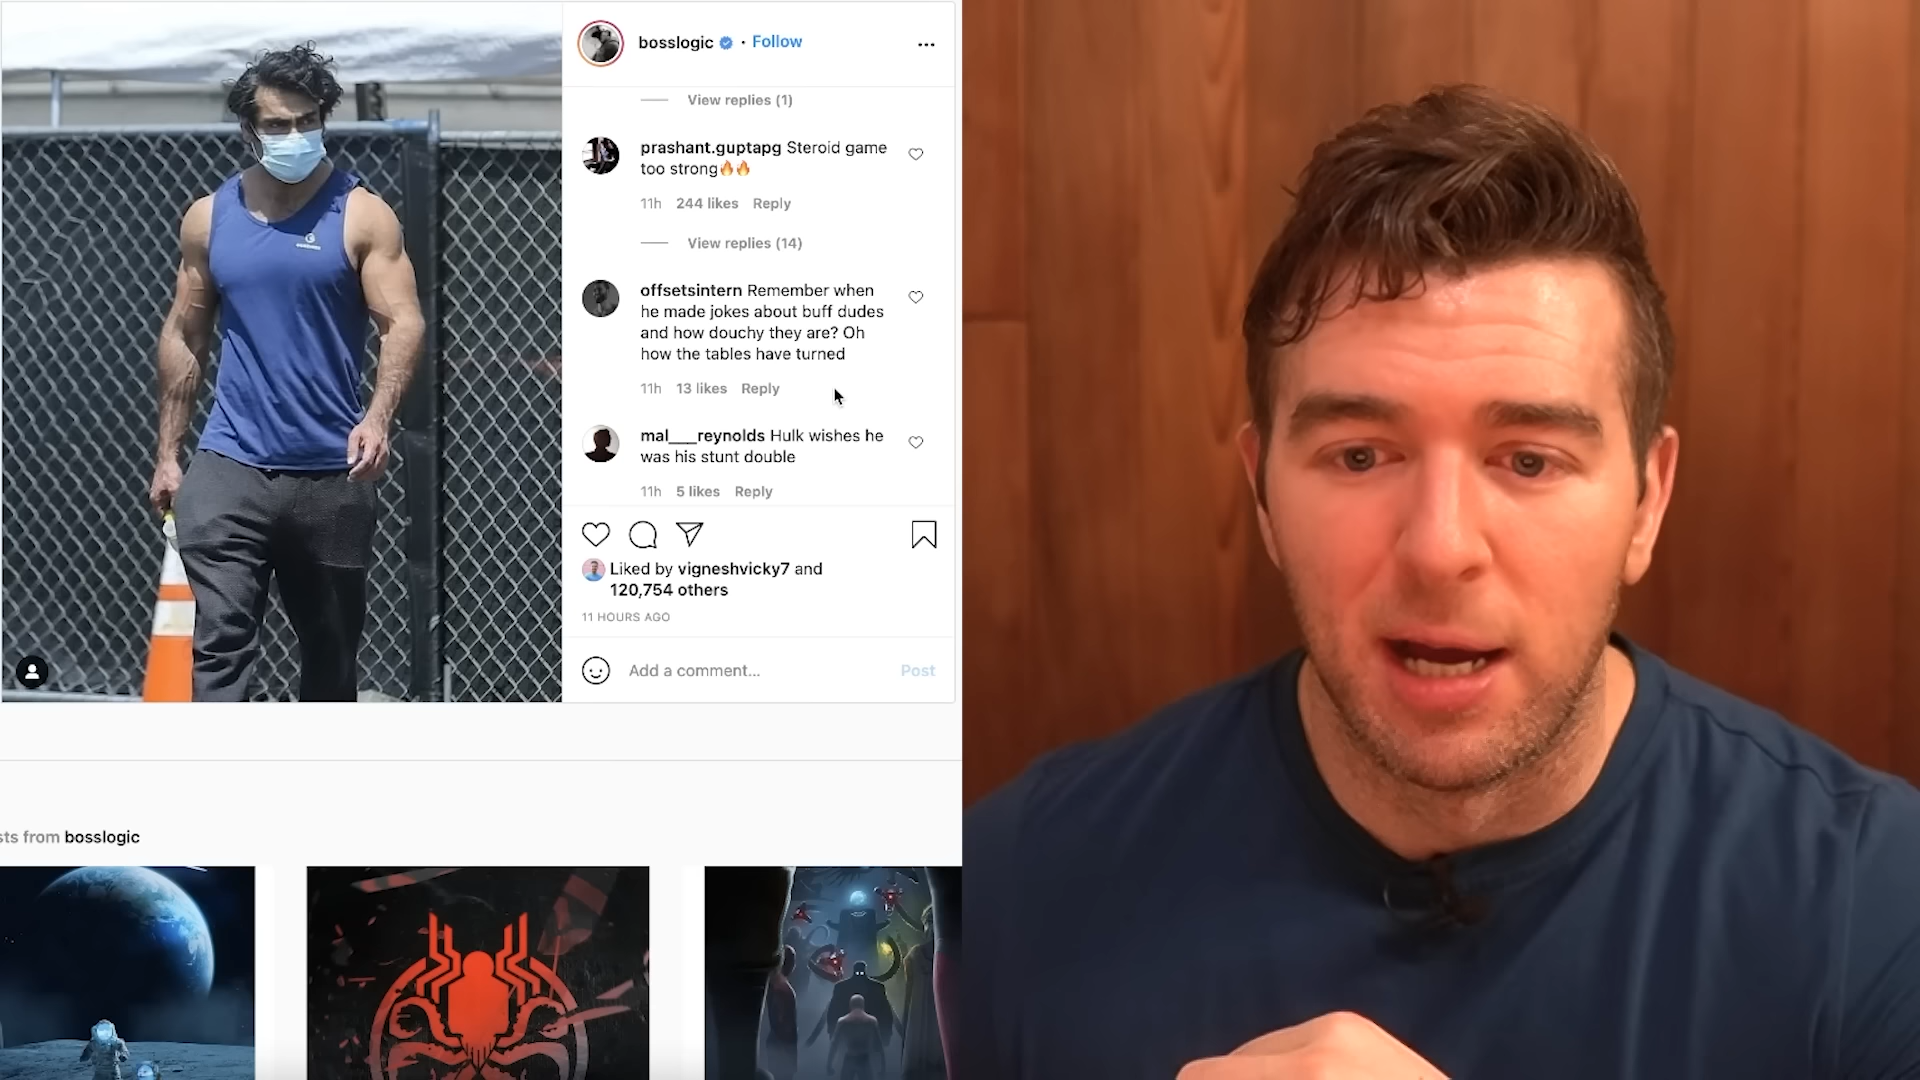 bosslogic · Follow
View replies (1)
prashant.guptapg Steroid game
too strong🔥🔥
11h 244 likes Reply
View replies (14)
offsetsintern Remember when
he made jokes about buff dudes
and how douchy they are? Oh
how the tables have turned
11h 13 likes Reply
mal___reynolds Hulk wishes he
was his stunt double
11h 5 likes Reply
Liked by vigneshvicky7 and
120,754 others
11 HOURS AGO
Add a comment... Post
sts from bosslogic